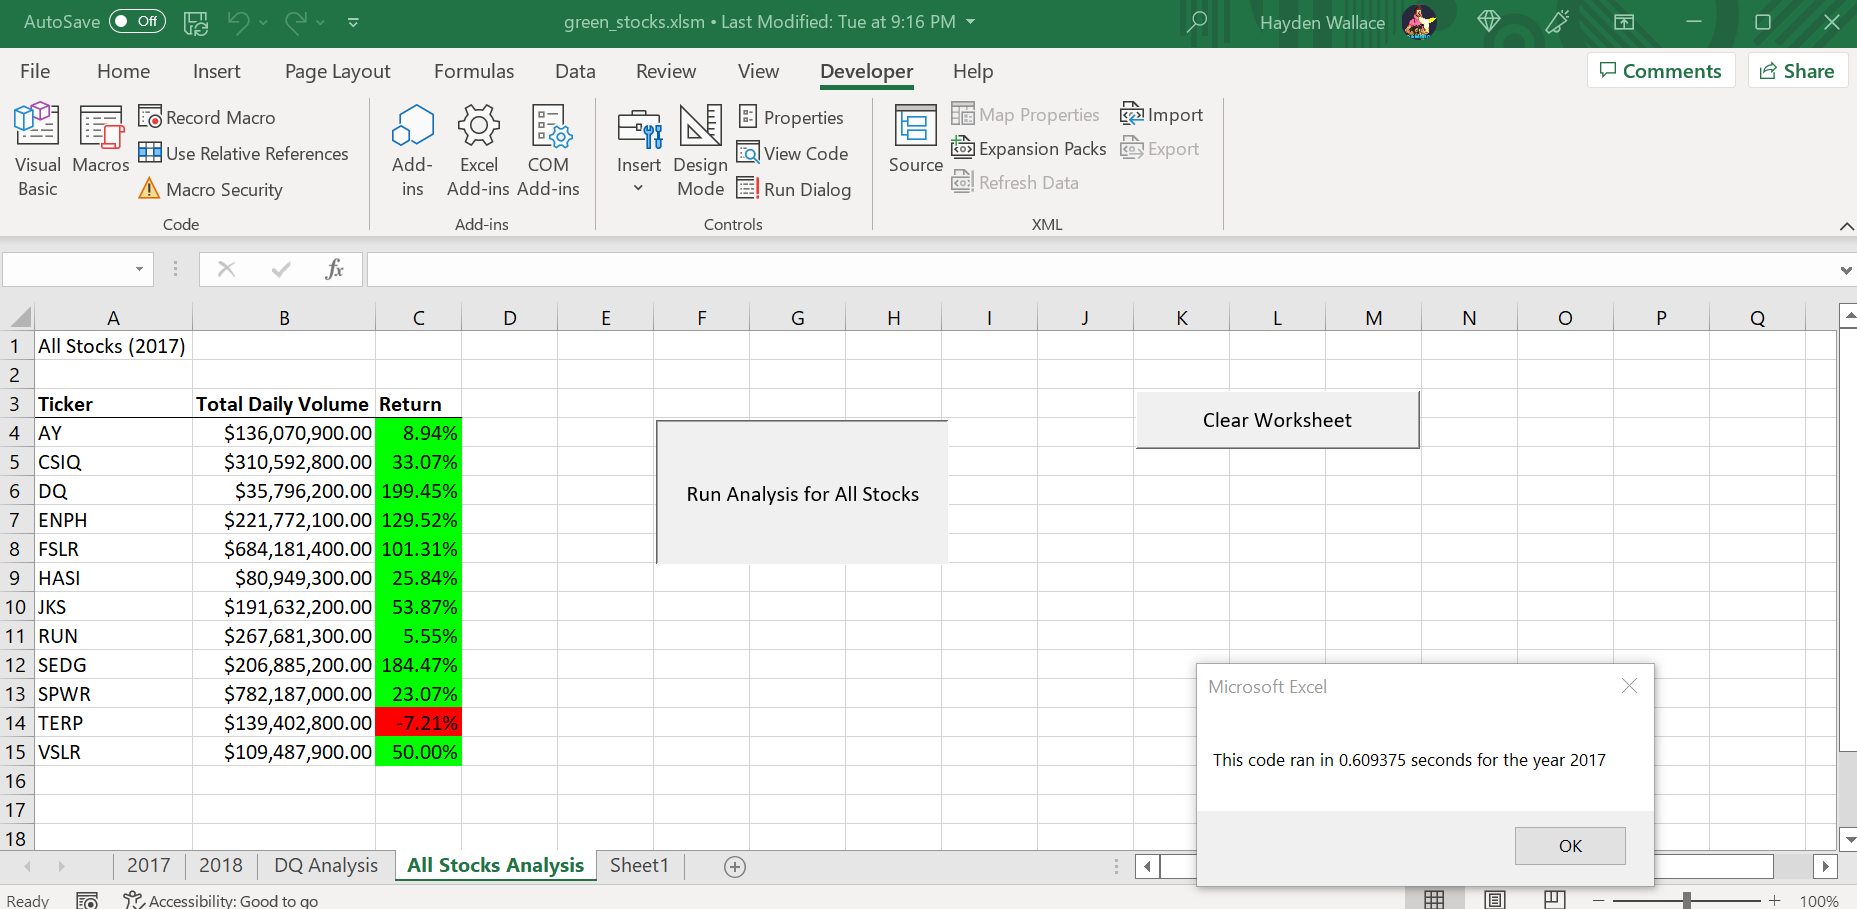 AutoSave Off green_stocks.xlsm • Last Modified: Tue at 9:16 PM Hayden Wallace
File Home Insert Page Layout Formulas Data Review View Developer Help Comments Share
Visual Basic
Macros
Record Macro
Use Relative References
Macro Security
Code
Add-ins
Excel Add-ins
COM Add-ins
Add-ins
Insert
Design Mode
Properties
View Code
Run Dialog
Controls
Source
Map Properties
Expansion Packs
Refresh Data
Import
Export
XML
fx
A B C D E F G H I J K L M N O P Q
1 All Stocks (2017)
2
3 Ticker Total Daily Volume Return
4 AY $136,070,900.00 8.94%
5 CSIQ $310,592,800.00 33.07%
6 DQ $35,796,200.00 199.45%
7 ENPH $221,772,100.00 129.52%
8 FSLR $684,181,400.00 101.31%
9 HASI $80,949,300.00 25.84%
10 JKS $191,632,200.00 53.87%
11 RUN $267,681,300.00 5.55%
12 SEDG $206,885,200.00 184.47%
13 SPWR $782,187,000.00 23.07%
14 TERP $139,402,800.00 -7.21%
15 VSLR $109,487,900.00 50.00%
16
17
18
Clear Worksheet
Run Analysis for All Stocks
Microsoft Excel
This code ran in 0.609375 seconds for the year 2017
OK
2017 2018 DQ Analysis All Stocks Analysis Sheet1
Ready Accessibility: Good to go 100%